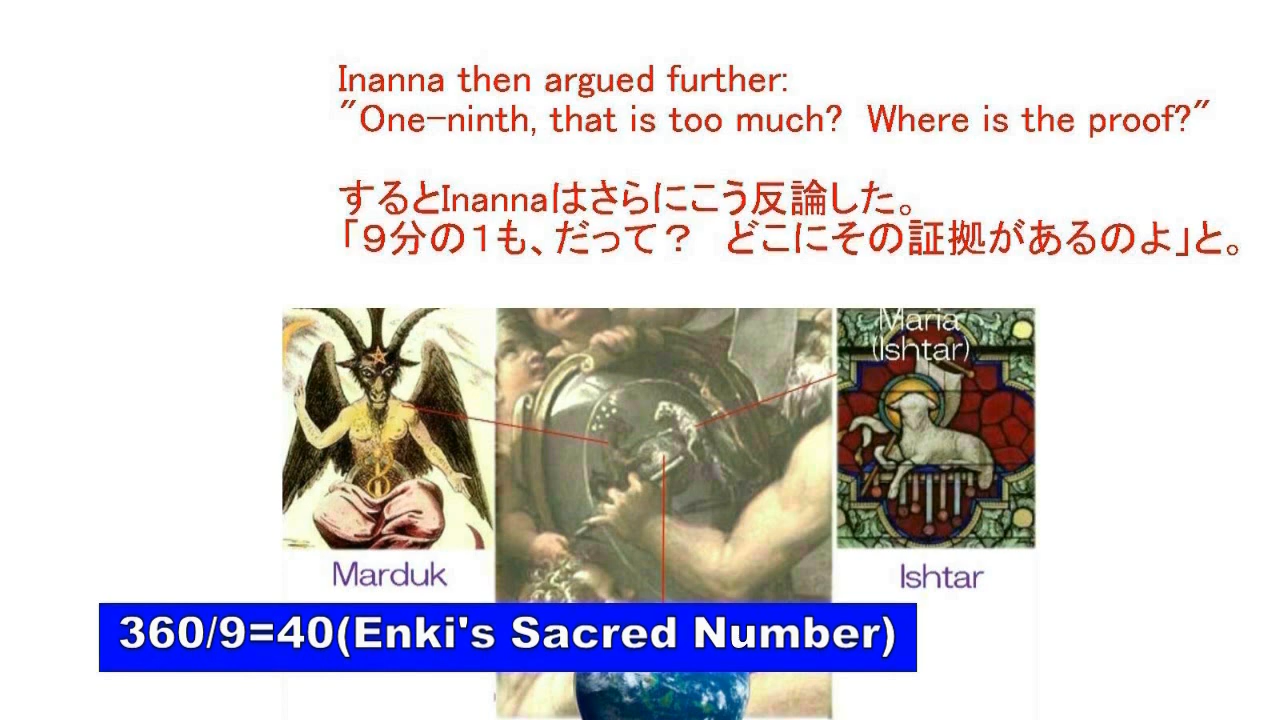 Inanna then argued further:
"One-ninth, that is too much? Where is the proof?"
するとInannaはさらにこう反論した。
「９分の１も、だって？　どこにその証拠があるのよ」と。
Maria
(Ishtar)
Marduk
Ishtar
360/9=40(Enki's Sacred Number)